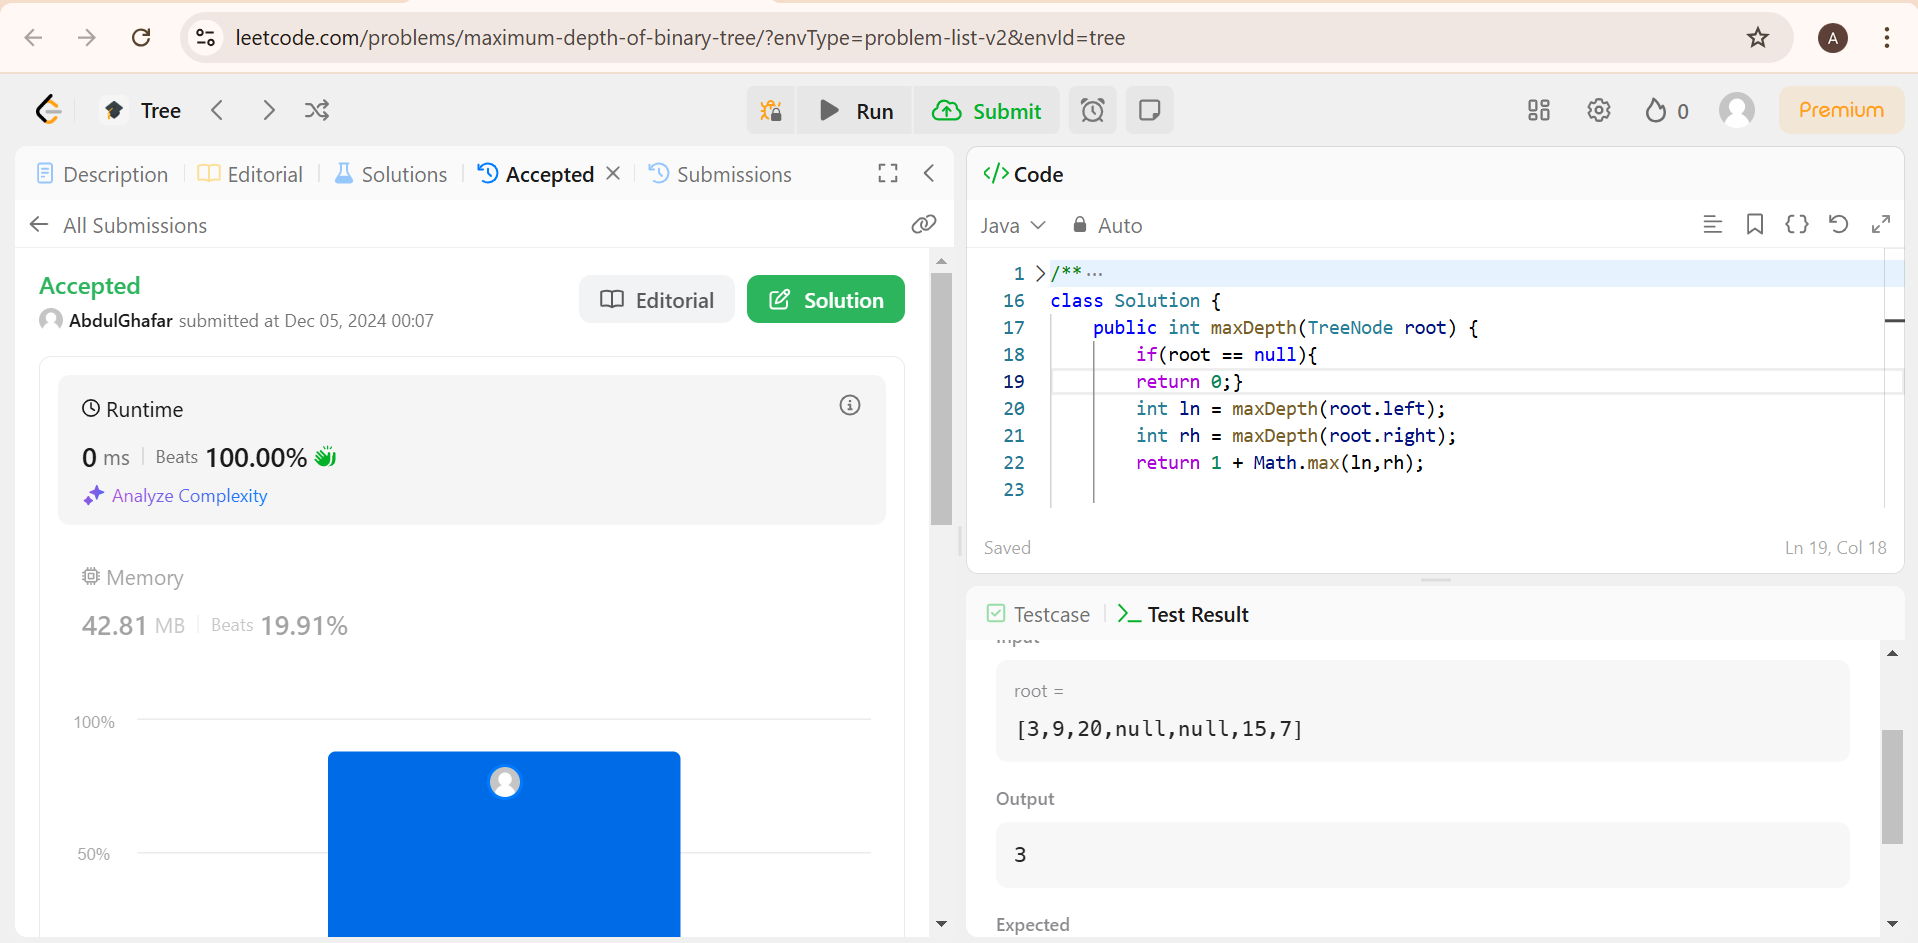 leetcode.com/problems/maximum-depth-of-binary-tree/?envType=problem-list-v2&envId=tree
A
Tree
Run
Submit
0
Premium
Description
Editorial
Solutions
Accepted
Submissions
All Submissions
Accepted
AbdulGhafar submitted at Dec 05, 2024 00:07
Editorial
Solution
Runtime
0 ms
Beats 100.00%
Analyze Complexity
Memory
42.81 MB
Beats 19.91%
100%
50%
</> Code
Java
Auto
1 /** ···
16 class Solution {
17 public int maxDepth(TreeNode root) {
18 if(root == null){
19 return 0;}
20 int ln = maxDepth(root.left);
21 int rh = maxDepth(root.right);
22 return 1 + Math.max(ln,rh);
23
Saved
Ln 19, Col 18
Testcase
Test Result
Input
root =
[3,9,20,null,null,15,7]
Output
3
Expected